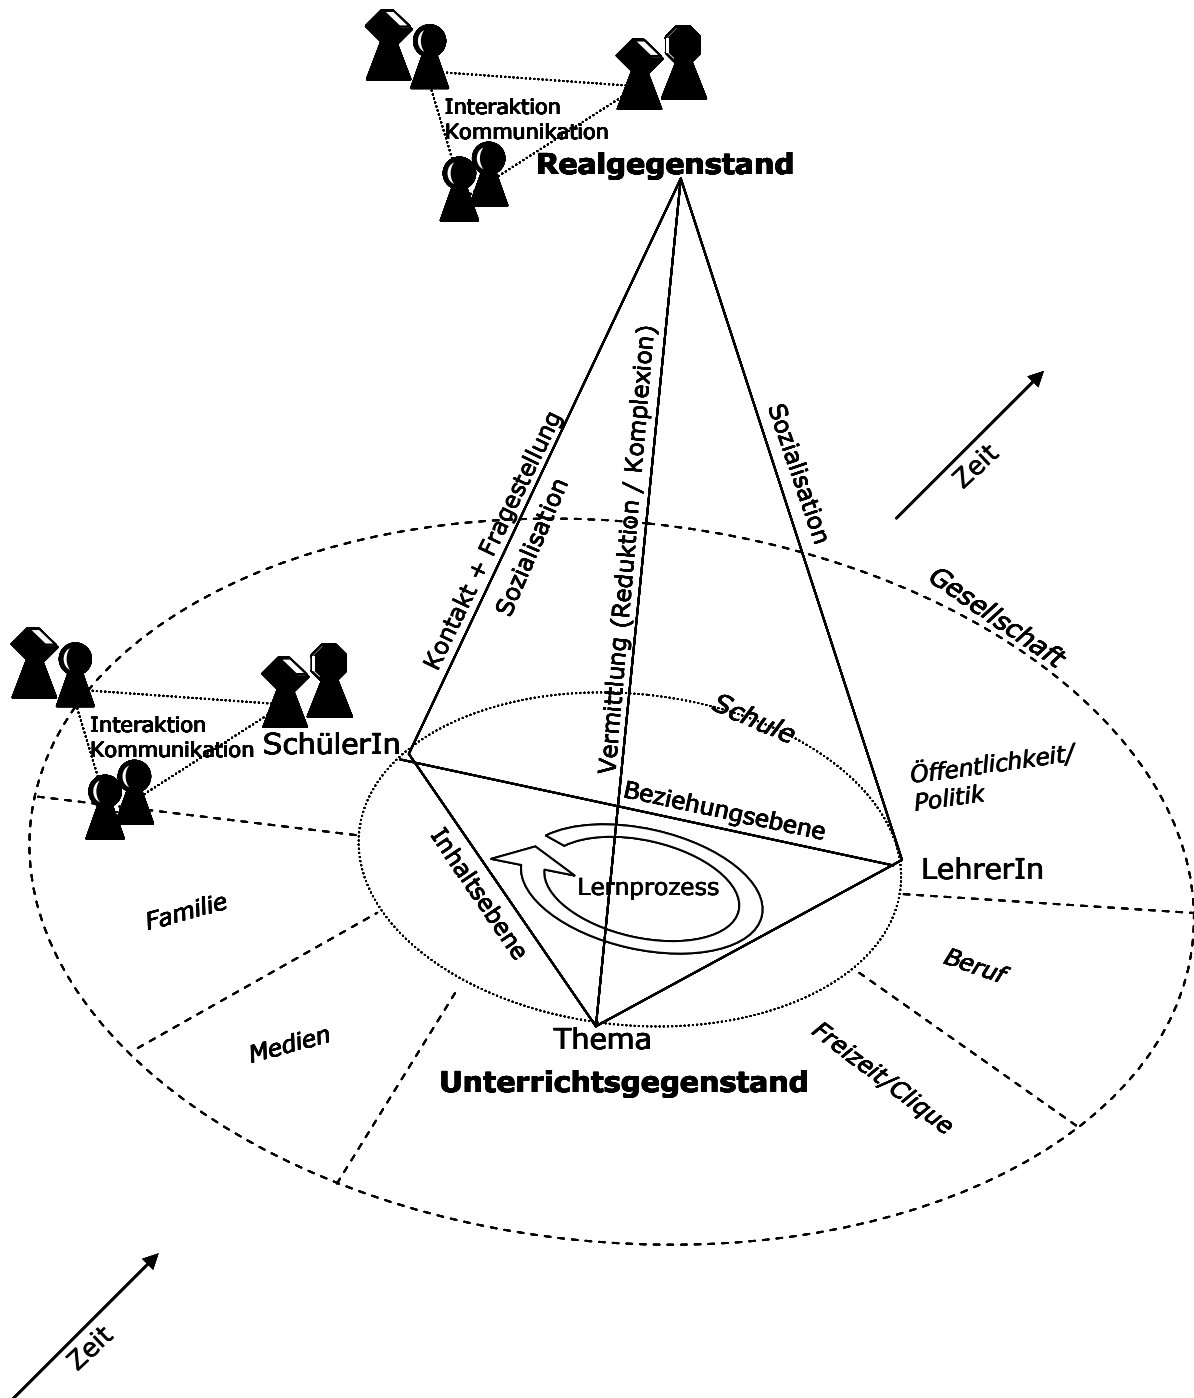 Interaktion
Kommunikation
Realgegenstand
Kontakt + Fragestellung
Sozialisation
Vermittlung (Reduktion / Komplexion)
Sozialisation
Zeit
Gesellschaft
Schule
Interaktion
Kommunikation
SchülerIn
Öffentlichkeit/
Politik
Beziehungsebene
Inhaltsebene
Lernprozess
LehrerIn
Familie
Beruf
Medien
Thema
Unterrichtsgegenstand
Freizeit/Clique
Zeit